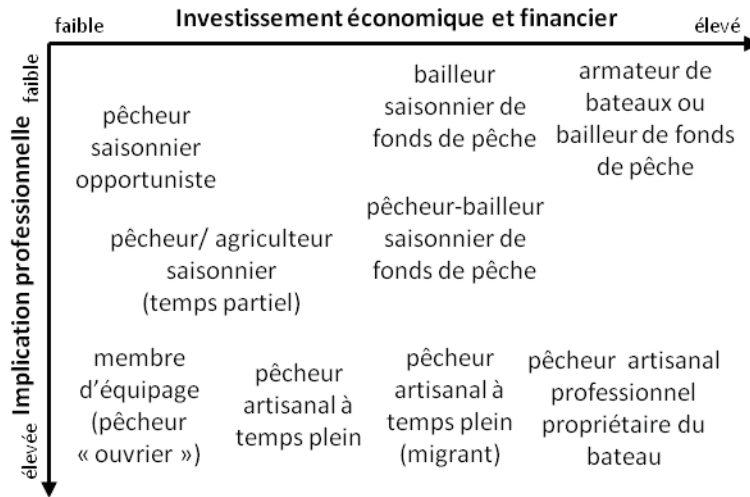 Investissement économique et financier
faible
élevé
Implication professionnelle
faible
élevée
pêcheur
saisonnier
opportuniste
bailleur
saisonnier de
fonds de pêche
armateur de
bateaux ou
bailleur de fonds
de pêche
pêcheur/ agriculteur
saisonnier
(temps partiel)
pêcheur-bailleur
saisonnier de
fonds de pêche
membre
d’équipage
(pêcheur
« ouvrier »)
pêcheur
artisanal à
temps plein
pêcheur
artisanal à
temps plein
(migrant)
pêcheur artisanal
professionnel
propriétaire du
bateau